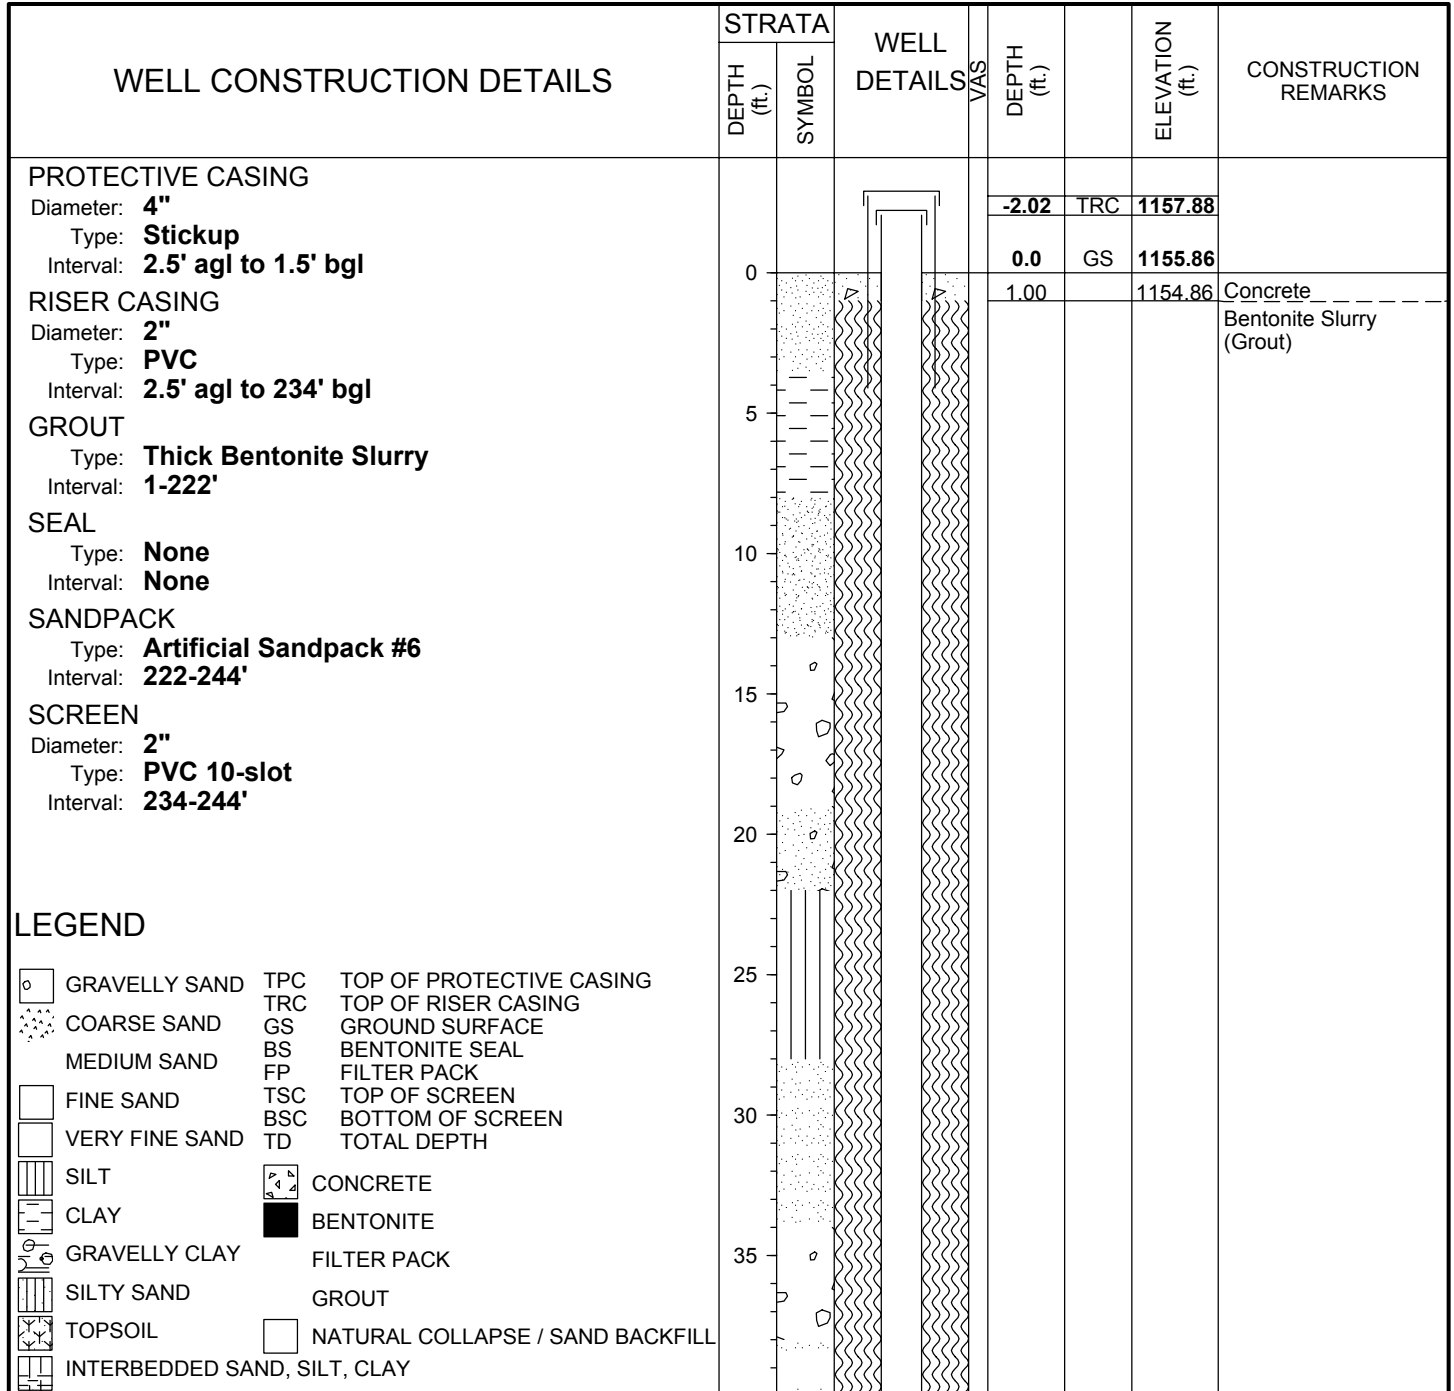 WELL CONSTRUCTION DETAILS
STRATA
DEPTH (ft.)
SYMBOL
WELL DETAILS
VAS
DEPTH (ft.)
ELEVATION (ft.)
CONSTRUCTION REMARKS
PROTECTIVE CASING
Diameter: 4"
Type: Stickup
Interval: 2.5' agl to 1.5' bgl
RISER CASING
Diameter: 2"
Type: PVC
Interval: 2.5' agl to 234' bgl
GROUT
Type: Thick Bentonite Slurry
Interval: 1-222'
SEAL
Type: None
Interval: None
SANDPACK
Type: Artificial Sandpack #6
Interval: 222-244'
SCREEN
Diameter: 2"
Type: PVC 10-slot
Interval: 234-244'
LEGEND
GRAVELLY SAND
COARSE SAND
MEDIUM SAND
FINE SAND
VERY FINE SAND
SILT
CLAY
GRAVELLY CLAY
SILTY SAND
TOPSOIL
INTERBEDDED SAND, SILT, CLAY
TPC TOP OF PROTECTIVE CASING
TRC TOP OF RISER CASING
GS GROUND SURFACE
BS BENTONITE SEAL
FP FILTER PACK
TSC TOP OF SCREEN
BSC BOTTOM OF SCREEN
TD TOTAL DEPTH
CONCRETE
BENTONITE
FILTER PACK
GROUT
NATURAL COLLAPSE / SAND BACKFILL
0
5
10
15
20
25
30
35
-2.02 TRC 1157.88
0.0 GS 1155.86
1.00 1154.86 Concrete
Bentonite Slurry
(Grout)